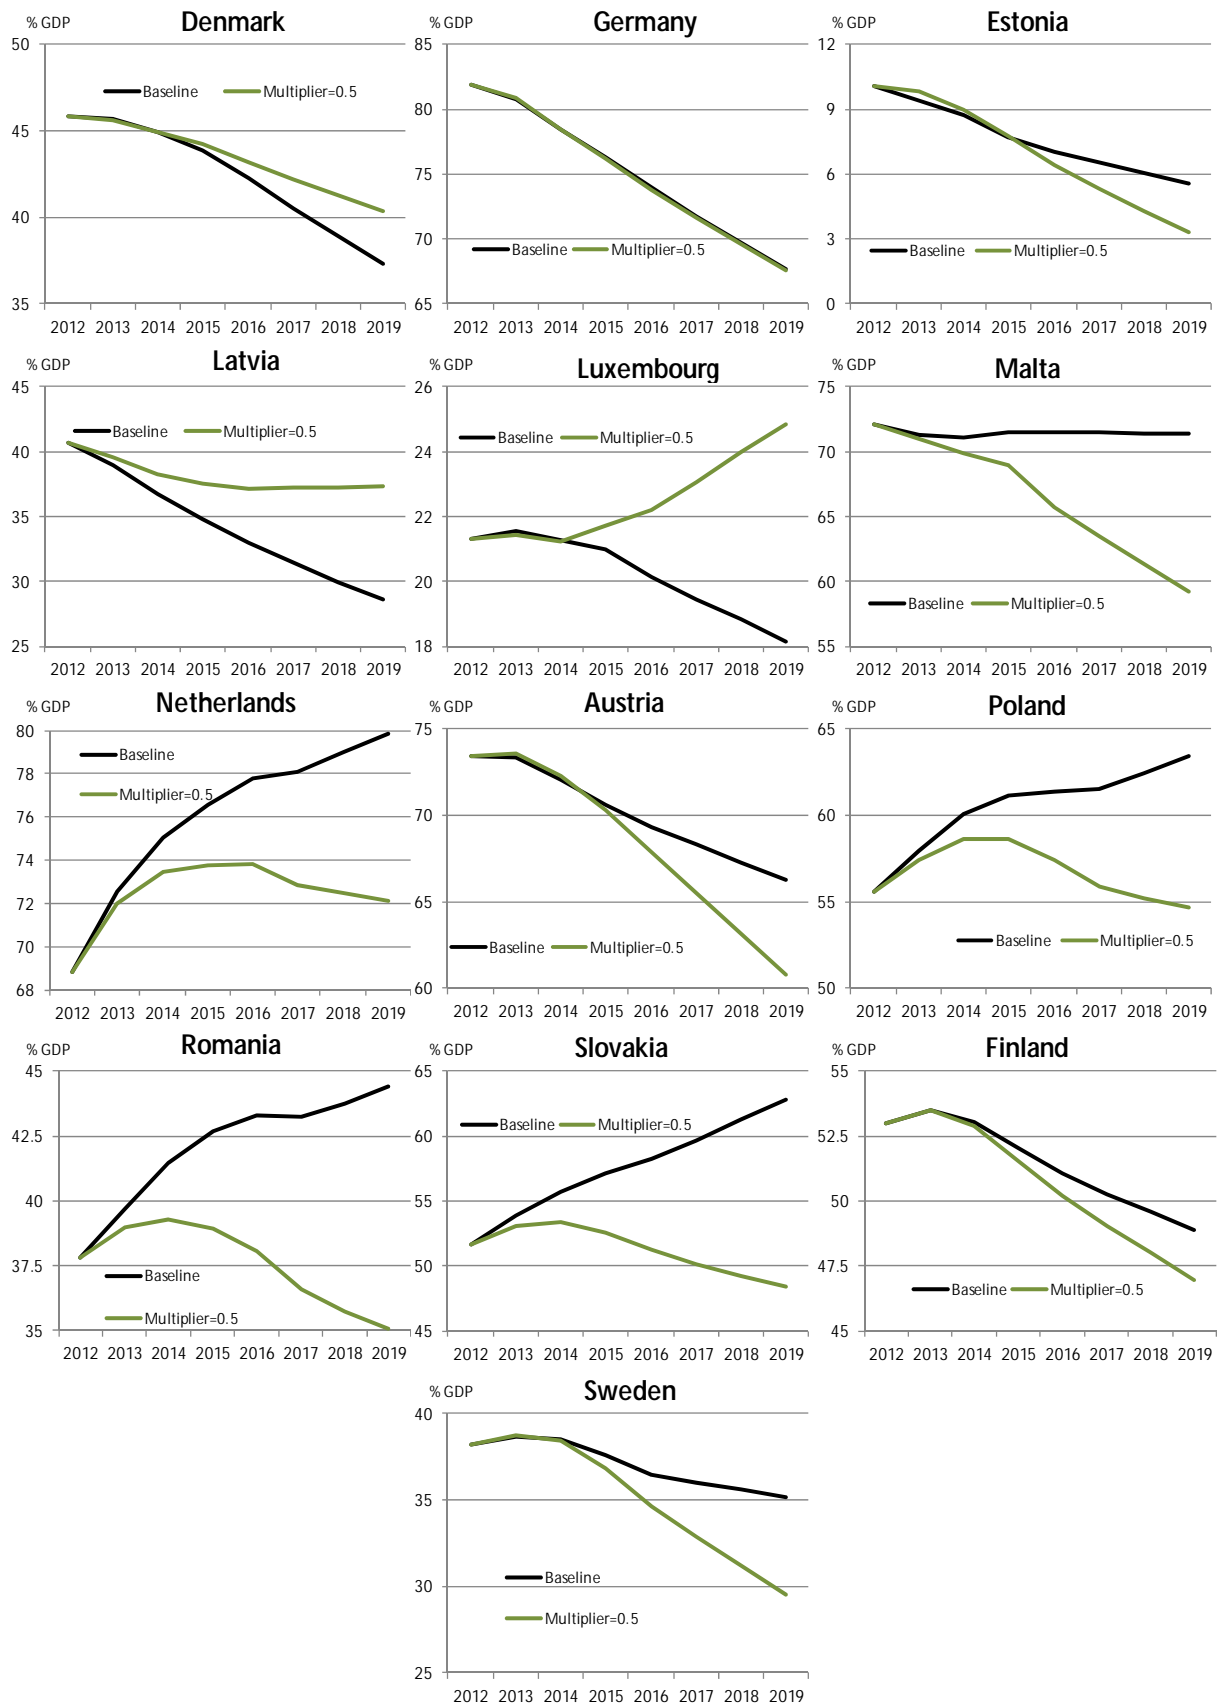 Denmark
% GDP
50
45
40
35
Baseline
Multiplier=0.5
2012 2013 2014 2015 2016 2017 2018 2019
Germany
% GDP
85
80
75
70
65
Baseline
Multiplier=0.5
2012 2013 2014 2015 2016 2017 2018 2019
Estonia
% GDP
12
9
6
3
0
Baseline
Multiplier=0.5
2012 2013 2014 2015 2016 2017 2018 2019
Latvia
% GDP
45
40
35
30
25
Baseline
Multiplier=0.5
2012 2013 2014 2015 2016 2017 2018 2019
Luxembourg
% GDP
26
24
22
20
18
Baseline
Multiplier=0.5
2012 2013 2014 2015 2016 2017 2018 2019
Malta
% GDP
75
70
65
60
55
Baseline
Multiplier=0.5
2012 2013 2014 2015 2016 2017 2018 2019
Netherlands
% GDP
80
78
76
74
72
70
68
Baseline
Multiplier=0.5
2012 2013 2014 2015 2016 2017 2018 2019
Austria
% GDP
75
70
65
60
Baseline
Multiplier=0.5
2012 2013 2014 2015 2016 2017 2018 2019
Poland
% GDP
65
60
55
50
Baseline
Multiplier=0.5
2012 2013 2014 2015 2016 2017 2018 2019
Romania
% GDP
45
42.5
40
37.5
35
Baseline
Multiplier=0.5
2012 2013 2014 2015 2016 2017 2018 2019
Slovakia
% GDP
65
60
55
50
45
Baseline
Multiplier=0.5
2012 2013 2014 2015 2016 2017 2018 2019
Finland
% GDP
55
52.5
50
47.5
45
Baseline
Multiplier=0.5
2012 2013 2014 2015 2016 2017 2018 2019
Sweden
% GDP
40
35
30
25
Baseline
Multiplier=0.5
2012 2013 2014 2015 2016 2017 2018 2019